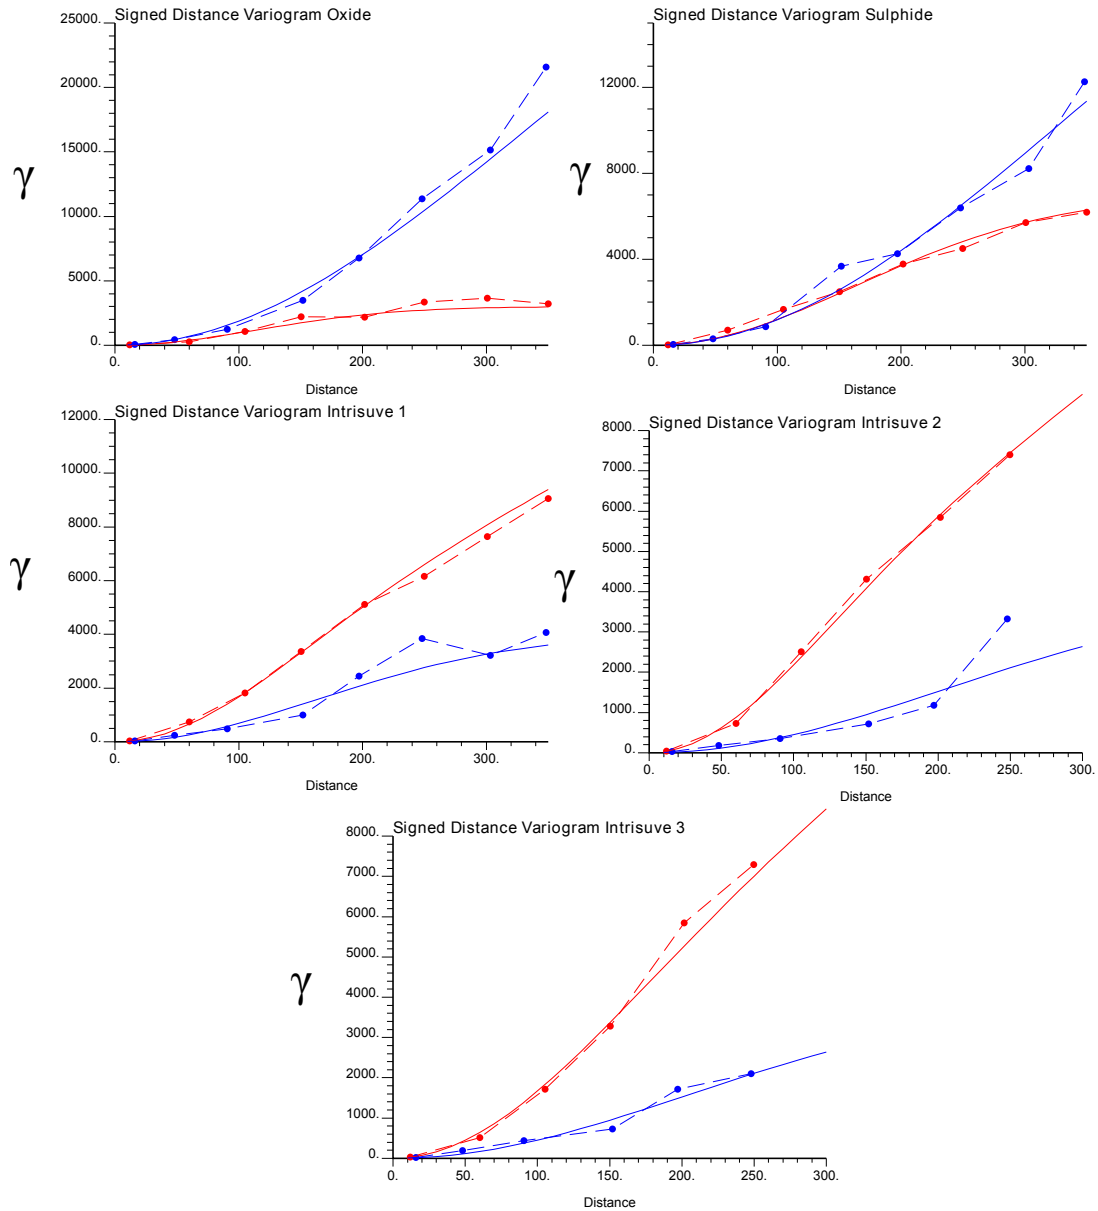 Signed Distance Variogram Oxide
25000.
20000.
15000.
10000.
5000.
0.
γ
0. 100. 200. 300.
Distance
Signed Distance Variogram Sulphide
12000.
8000.
4000.
0.
γ
0. 100. 200. 300.
Distance
Signed Distance Variogram Intrisuve 1
12000.
10000.
8000.
6000.
4000.
2000.
0.
γ
0. 100. 200. 300.
Distance
Signed Distance Variogram Intrisuve 2
8000.
7000.
6000.
5000.
4000.
3000.
2000.
1000.
0.
γ
0. 50. 100. 150. 200. 250. 300.
Distance
Signed Distance Variogram Intrisuve 3
8000.
7000.
6000.
5000.
4000.
3000.
2000.
1000.
0.
γ
0. 50. 100. 150. 200. 250. 300.
Distance